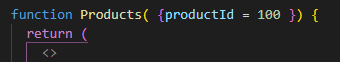 function Products( {productId = 100 }) {
  return (
    <>